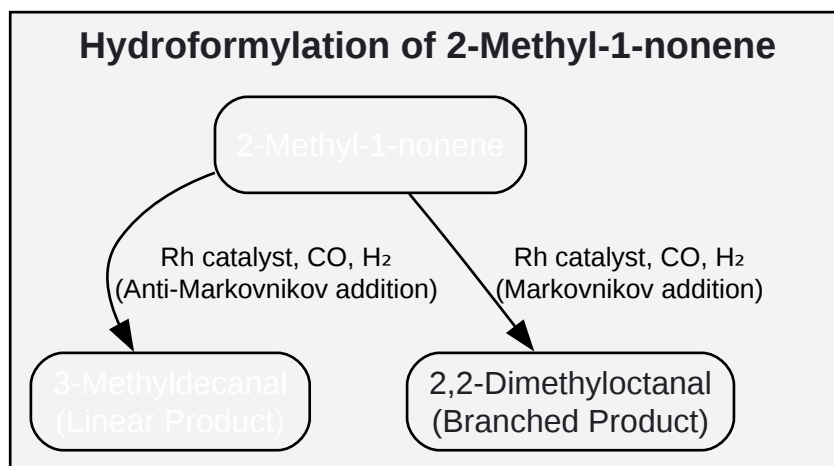 Hydroformylation of 2-Methyl-1-nonene
2-Methyl-1-nonene
Rh catalyst, CO, H₂
(Anti-Markovnikov addition)
Rh catalyst, CO, H₂
(Markovnikov addition)
3-Methyldecanal
(Linear Product)
2,2-Dimethyloctanal
(Branched Product)